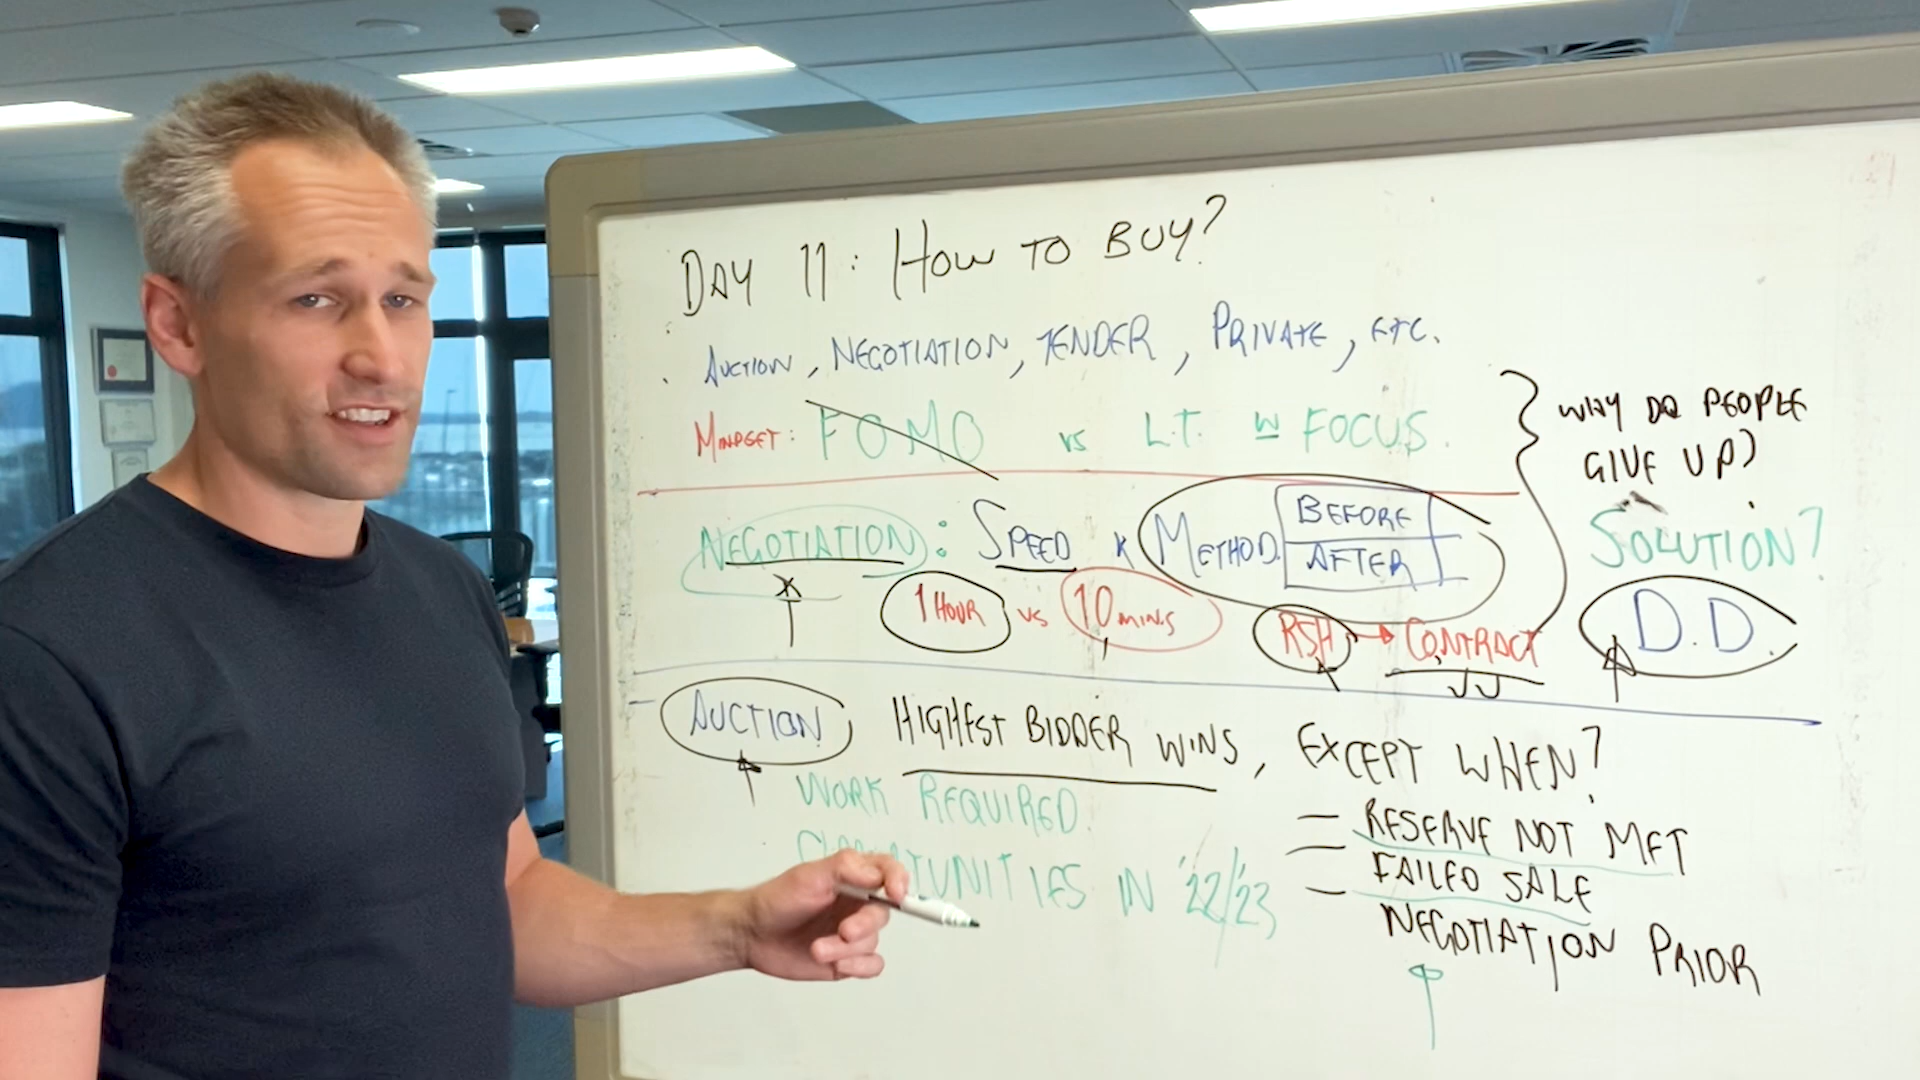 DAY 11: HOW TO BUY?
AUCTION, NEGOTIATION, TENDER, PRIVATE, ETC.
MINDSET: FOMO vs L.T. W FOCUS.
WHY DO PEOPLE
GIVE UP?
SOLUTION?
D.D.
NEGOTIATION: SPEED x METHOD.
BEFORE
AFTER
1 HOUR vs 10 MINS
RSH → CONTRACT
AUCTION HIGHEST BIDDER WINS, EXCEPT WHEN?
WORK REQUIRED.
IN '22/'23
— RESERVE NOT MET
— FAILED SALE
— NEGOTIATION PRIOR